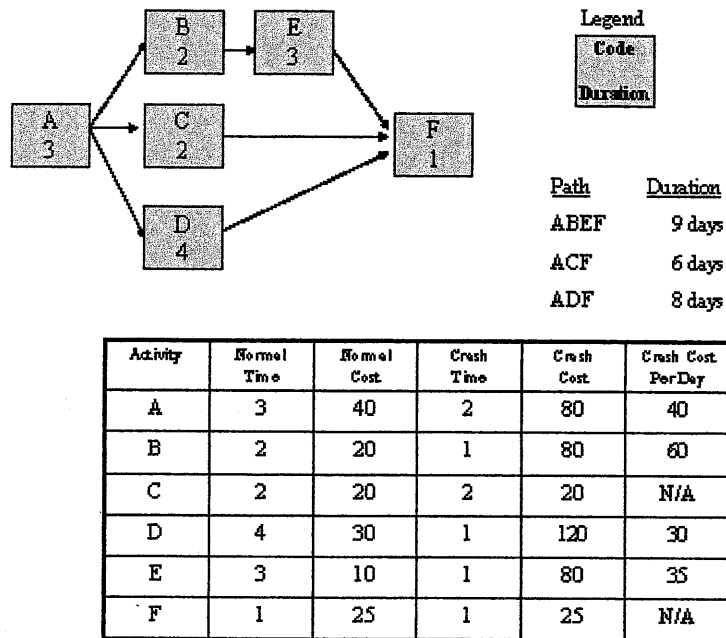 Legend
Code
Duration
B
2
E
3
A
3
C
2
F
1
D
4
Path Duration
ABEF 9 days
ACF 6 days
ADF 8 days
Activity Normal Time Normal Cost Crash Time Crash Cost Crash Cost Per Day
A 3 40 2 80 40
B 2 20 1 80 60
C 2 20 2 20 N/A
D 4 30 1 120 30
E 3 10 1 80 35
F 1 25 1 25 N/A